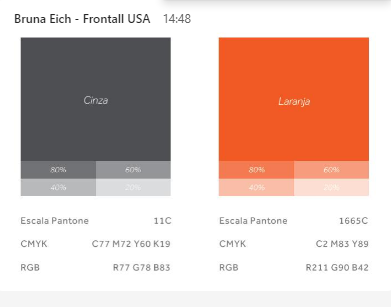 Bruna Eich - Frontall USA 14:48
Cinza
Laranja
80% 60%
80% 60%
40% 20%
40% 20%
Escala Pantone 11C
Escala Pantone 1665C
CMYK C77 M72 Y60 K19
CMYK C2 M83 Y89
RGB R77 G78 B83
RGB R211 G90 B42